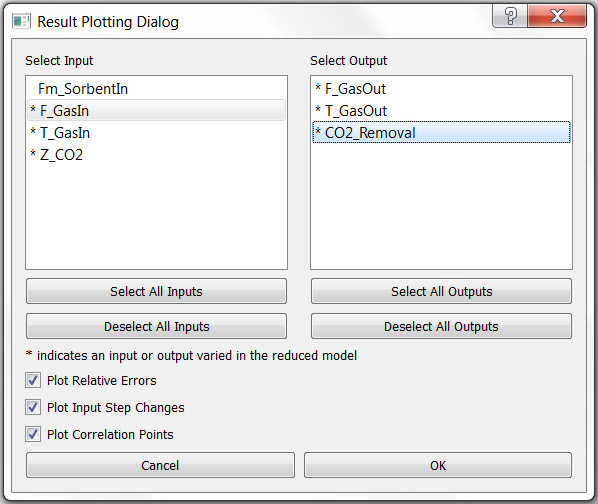 Result Plotting Dialog
Select Input
Select Output
Fm_SorbentIn
* F_GasIn
* T_GasIn
* Z_CO2
* F_GasOut
* T_GasOut
* CO2_Removal
Select All Inputs
Select All Outputs
Deselect All Inputs
Deselect All Outputs
* indicates an input or output varied in the reduced model
Plot Relative Errors
Plot Input Step Changes
Plot Correlation Points
Cancel
OK